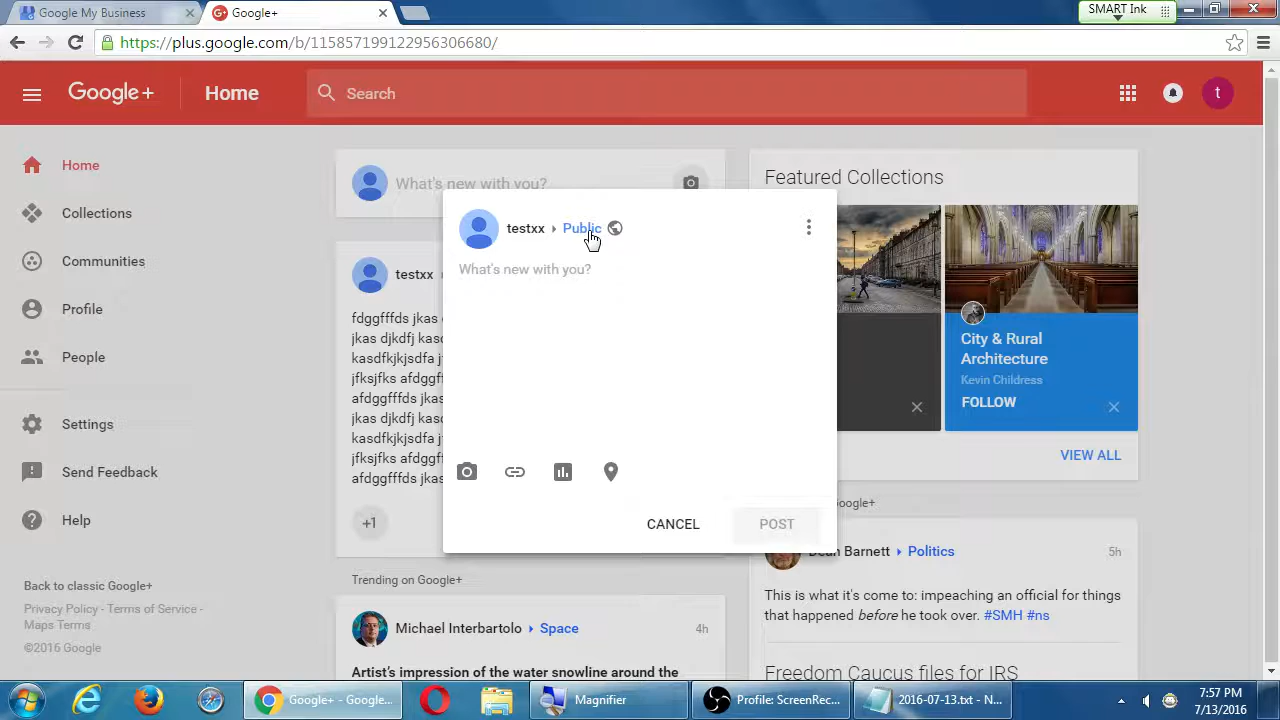 Google My Business
Google+
SMART Ink
https://plus.google.com/b/115857199122956306680/
Google+
Home
Search
t
Home
Collections
Communities
Profile
People
Settings
Send Feedback
Help
Back to classic Google+
Privacy Policy - Terms of Service -
Maps Terms
©2016 Google
What's new with you?
testxx
fdggfffds jkas
jkas djkdfj kas
kasdfkjkjsdfa j
jfksjfks afdggff
afdggfffds jkas
jkas djkdfj kas
kasdfkjkjsdfa j
jfksjfks afdggff
afdggfffds jkas
+1
Trending on Google+
Michael Interbartolo
Space
4h
Artist's impression of the water snowline around the
testxx
Public
What's new with you?
CANCEL
POST
Featured Collections
City & Rural
Architecture
Kevin Childress
FOLLOW
VIEW ALL
Google+
Dean Barnett
Politics
5h
This is what it's come to: impeaching an official for things
that happened before he took over. #SMH #ns
Freedom Caucus files for IRS
Google+ - Google...
Magnifier
Profile: ScreenRec...
2016-07-13.txt - N...
7:57 PM
7/13/2016